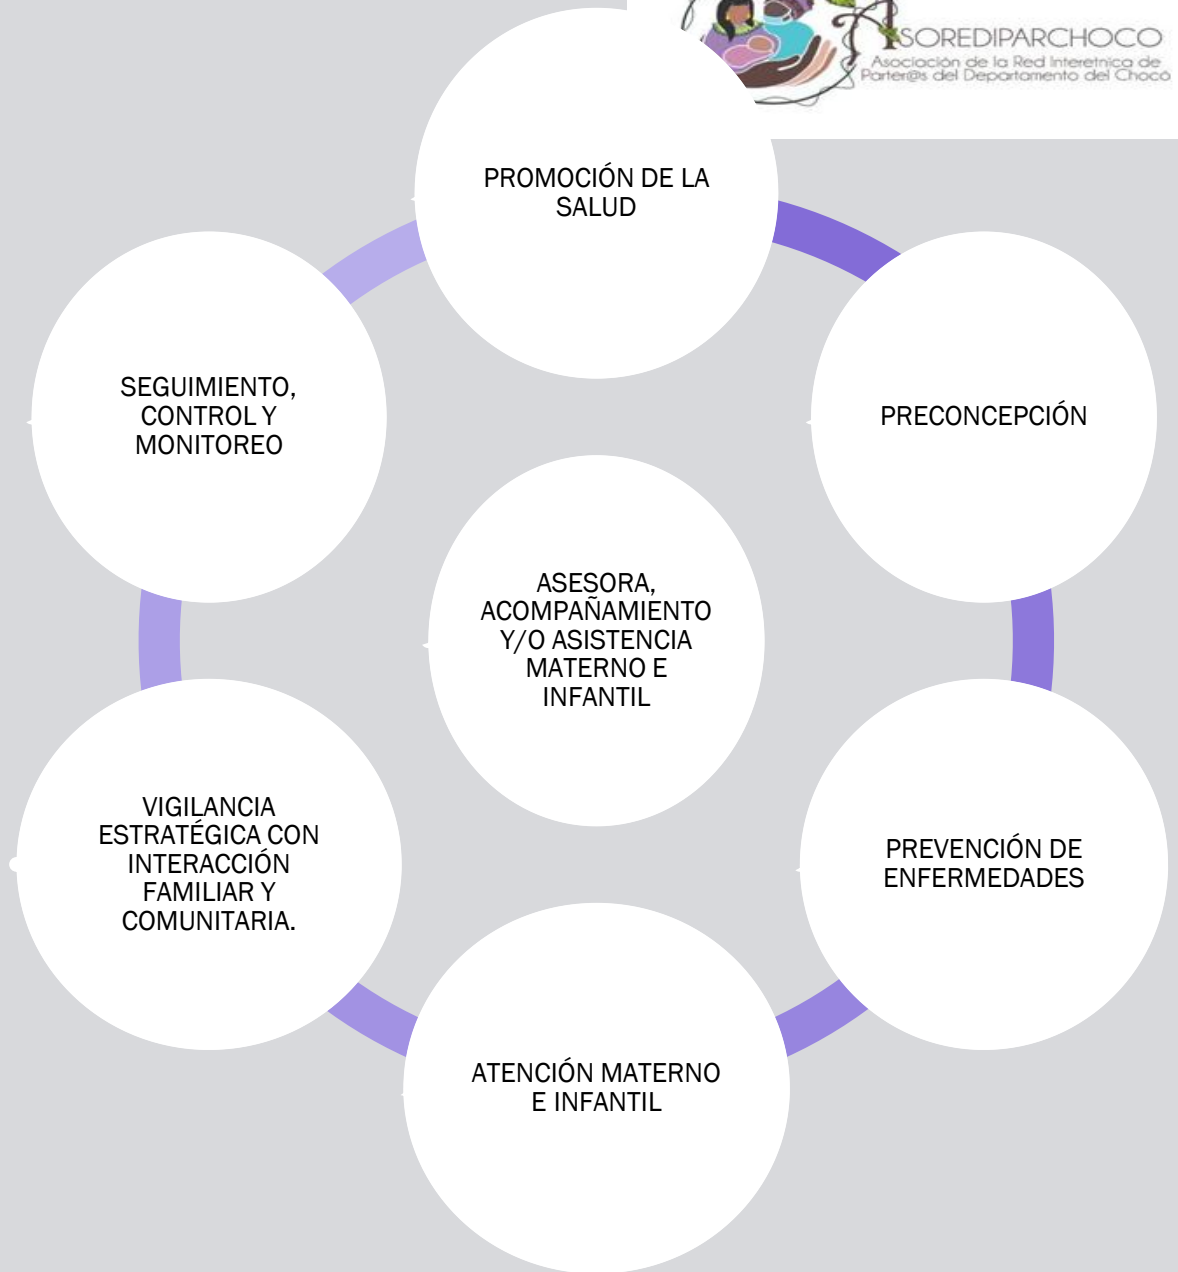 ASOREDIPARCHOCO
Asociación de la Red Interetnica de
Parter@s del Departamento del Chocó
PROMOCIÓN DE LA
SALUD
PRECONCEPCIÓN
PREVENCIÓN DE
ENFERMEDADES
ATENCIÓN MATERNO
E INFANTIL
VIGILANCIA
ESTRATÉGICA CON
INTERACCIÓN
FAMILIAR Y
COMUNITARIA.
SEGUIMIENTO,
CONTROL Y
MONITOREO
ASESORA,
ACOMPAÑAMIENTO
Y/O ASISTENCIA
MATERNO E
INFANTIL